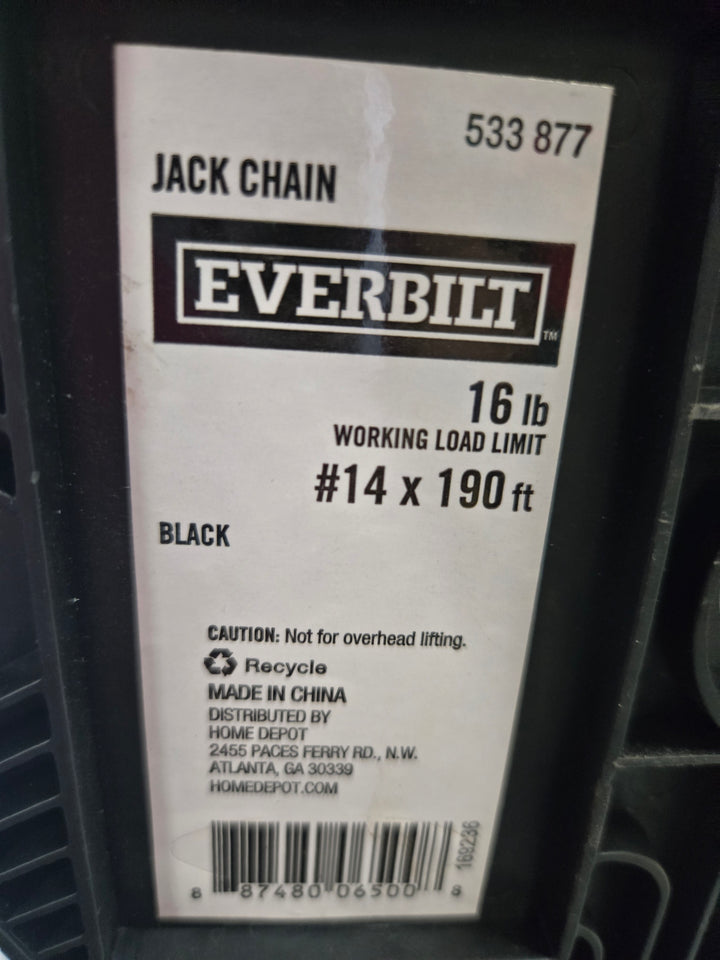 533 877
JACK CHAIN
EVERBILT
TM
16 lb
WORKING LOAD LIMIT
#14 x 190 ft
BLACK
CAUTION: Not for overhead lifting.
Recycle
MADE IN CHINA
DISTRIBUTED BY
HOME DEPOT
2455 PACES FERRY RD., N.W.
ATLANTA, GA 30339
HOMEDEPOT.COM
169236
8 87480 06500 8